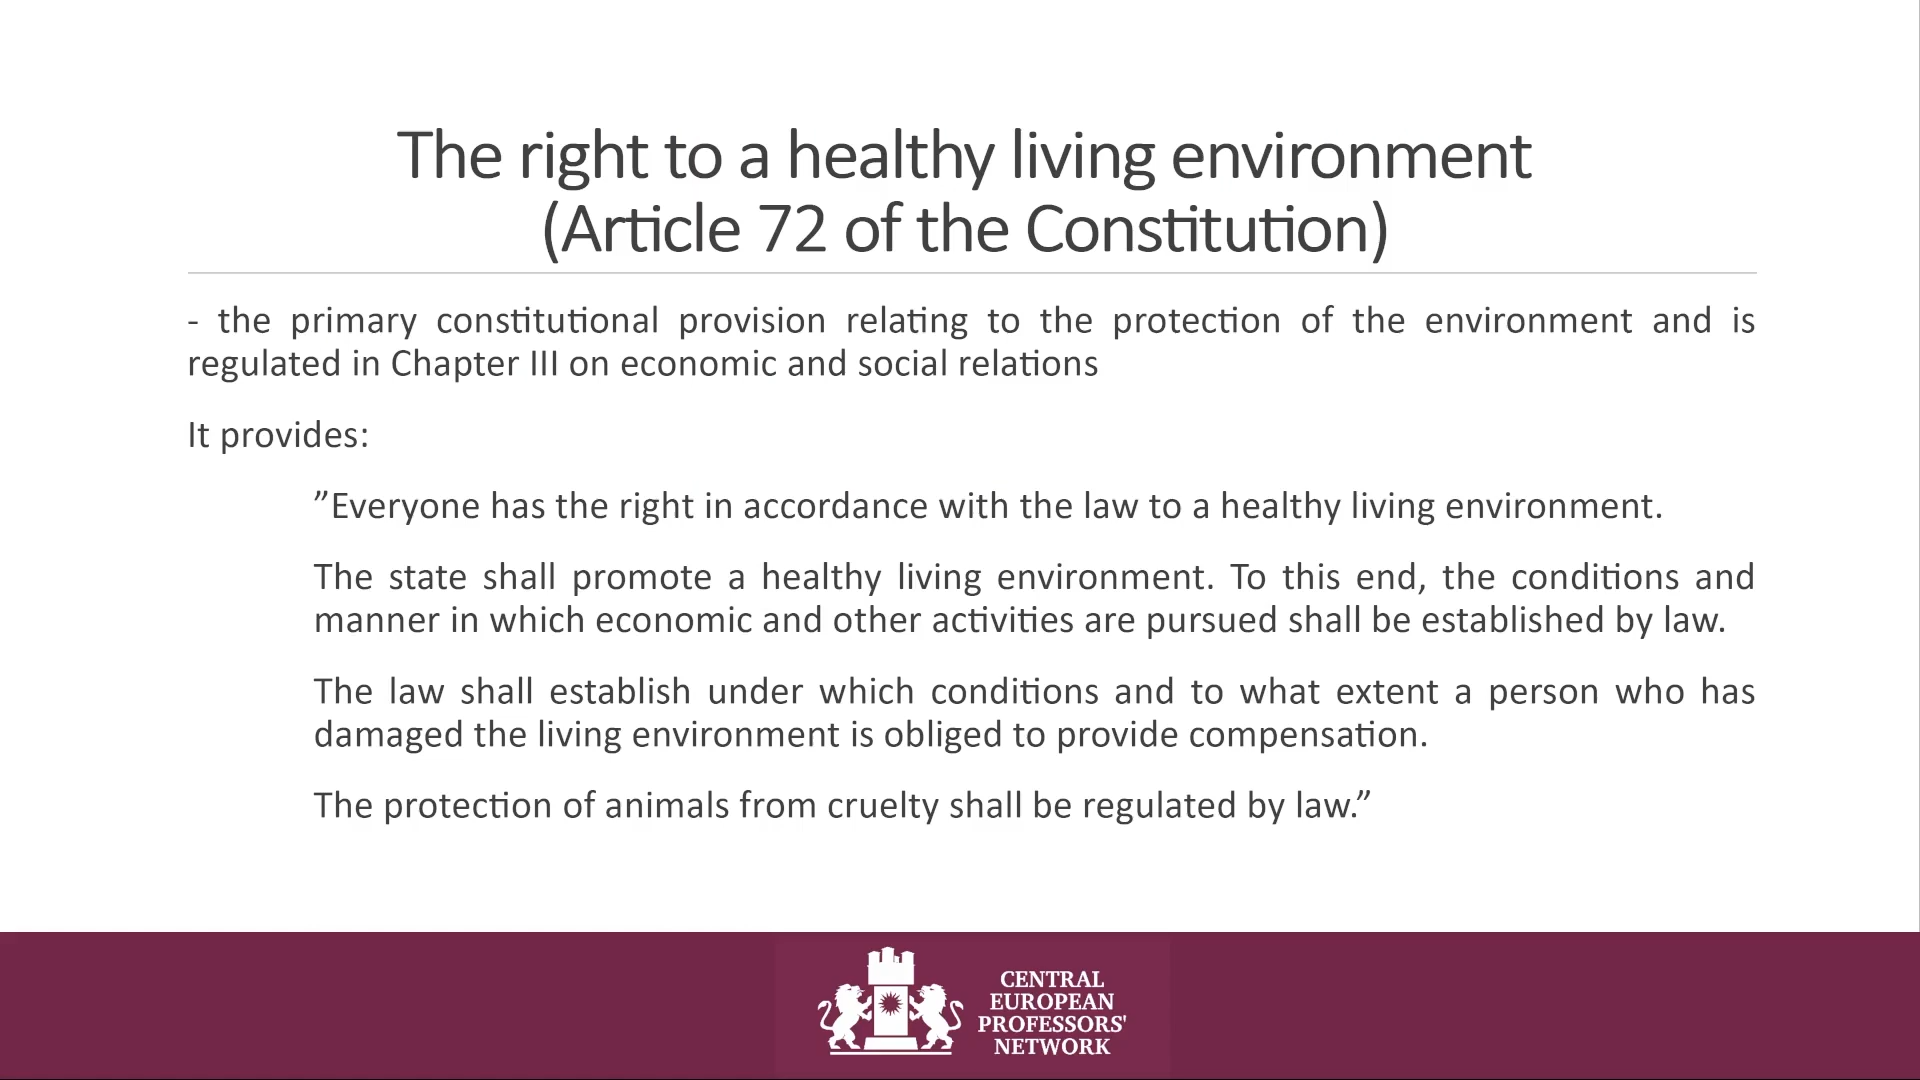 The right to a healthy living environment
(Article 72 of the Constitution)
- the primary constitutional provision relating to the protection of the environment and is
regulated in Chapter III on economic and social relations
It provides:
”Everyone has the right in accordance with the law to a healthy living environment.
The state shall promote a healthy living environment. To this end, the conditions and
manner in which economic and other activities are pursued shall be established by law.
The law shall establish under which conditions and to what extent a person who has
damaged the living environment is obliged to provide compensation.
The protection of animals from cruelty shall be regulated by law.”
CENTRAL
EUROPEAN
PROFESSORS'
NETWORK